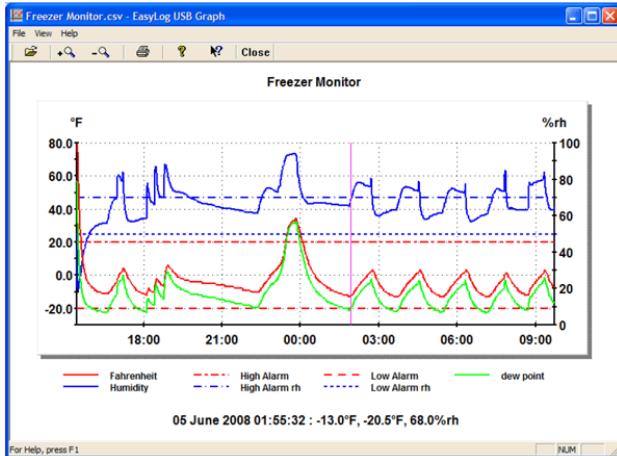 Freezer Monitor.csv - EasyLog USB Graph
File View Help
Close
Freezer Monitor
°F %rh
80.0 100
60.0 80
40.0 60
20.0 40
0.0 20
-20.0 0
18:00 21:00 00:00 03:00 06:00 09:00
Fahrenheit High Alarm Low Alarm dew point
Humidity High Alarm rh Low Alarm rh
05 June 2008 01:55:32 : -13.0°F, -20.5°F, 68.0%rh
For Help, press F1 NUM